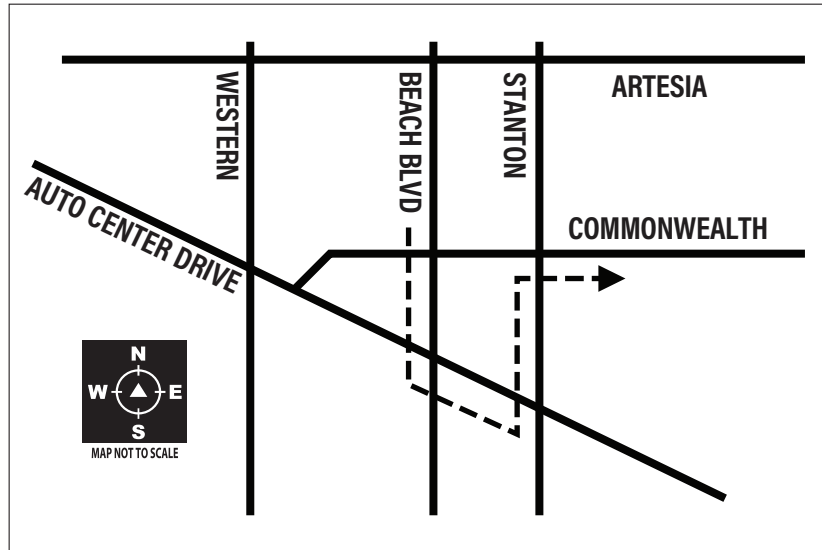 WESTERN
BEACH BLVD
STANTON
ARTESIA
AUTO CENTER DRIVE
COMMONWEALTH
N
W E
S
MAP NOT TO SCALE